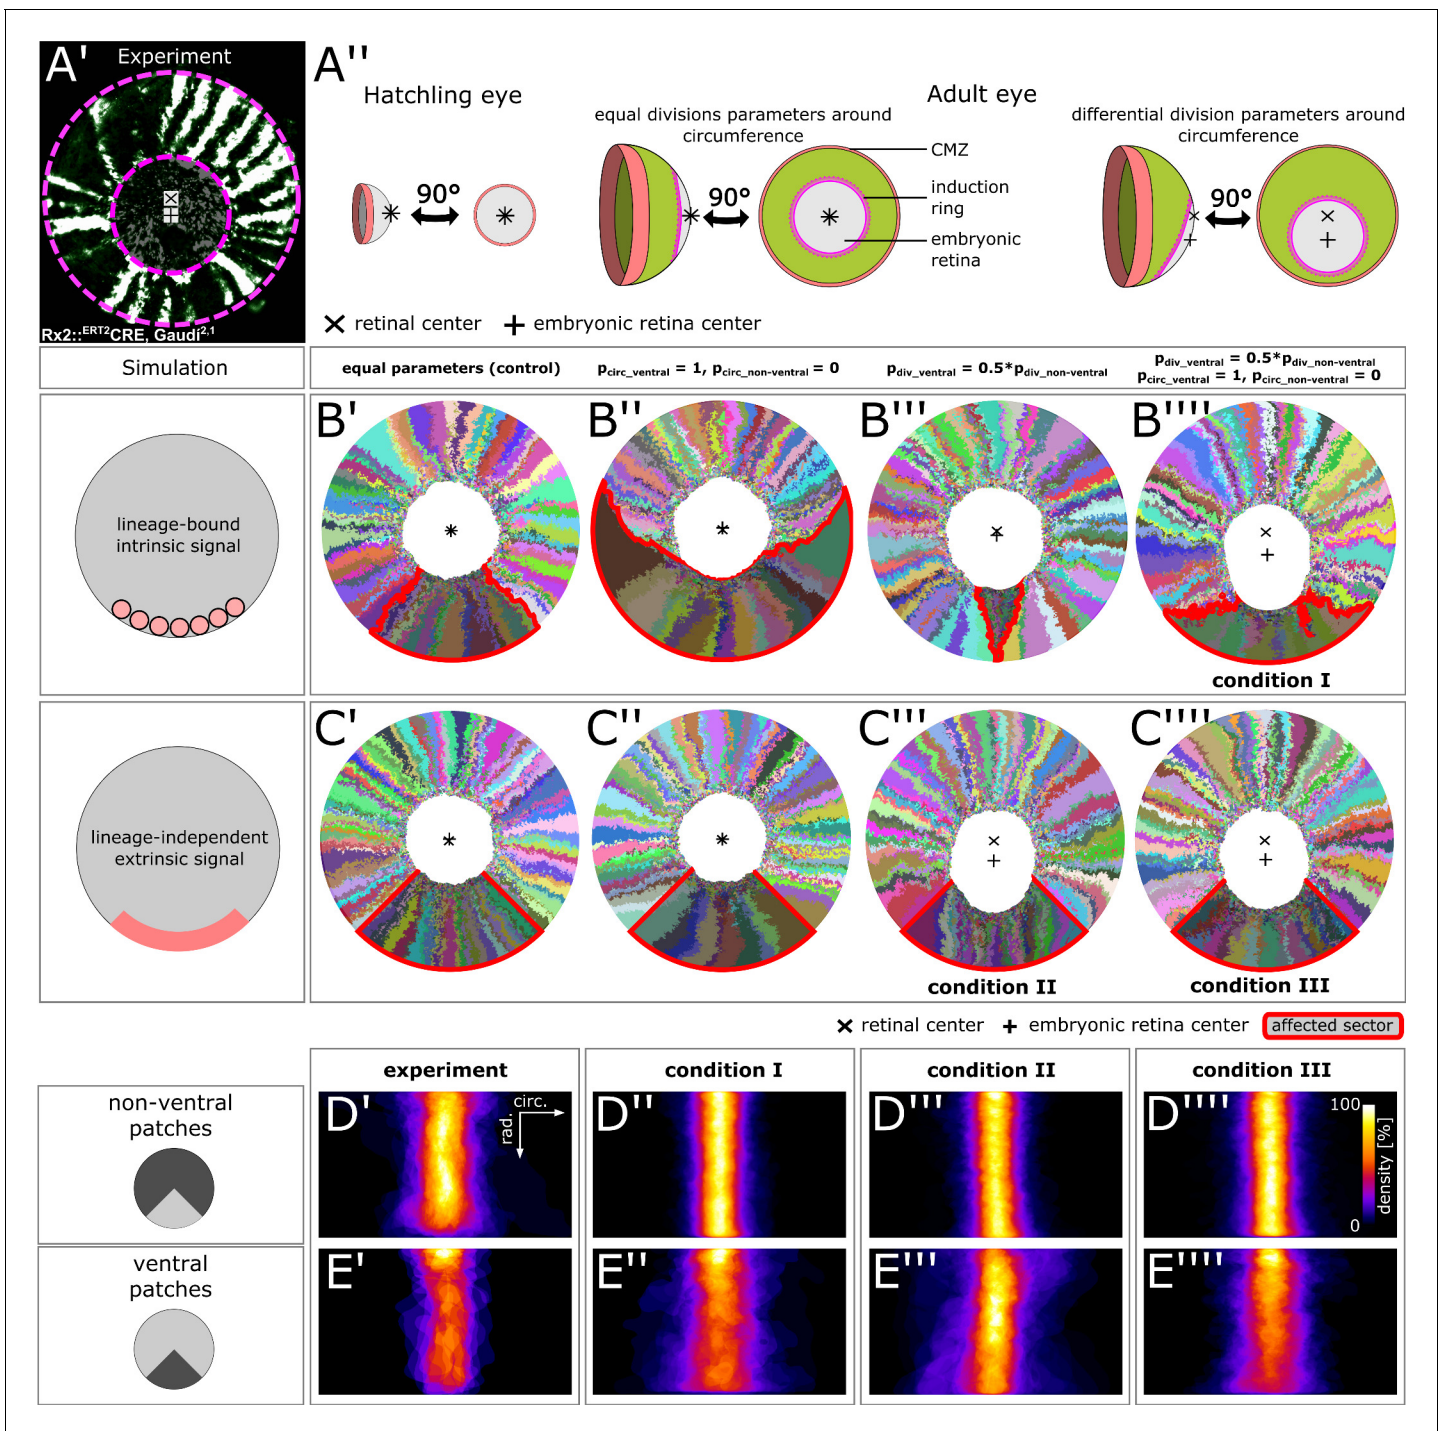 A'
Experiment
Rx2::ERT2CRE, Gaudí2,1
A''
Hatchling eye
Adult eye
equal divisions parameters around
circumference
differential division parameters around
circumference
90°
90°
90°
CMZ
induction
ring
embryonic
retina
× retinal center + embryonic retina center
Simulation
equal parameters (control)
pcirc_ventral = 1, pcirc_non-ventral = 0
pdiv_ventral = 0.5*pdiv_non-ventral
pdiv_ventral = 0.5*pdiv_non-ventral
pcirc_ventral = 1, pcirc_non-ventral = 0
lineage-bound
intrinsic signal
B'
B''
B'''
B''''
condition I
lineage-independent
extrinsic signal
C'
C''
C'''
C''''
condition II
condition III
× retinal center + embryonic retina center affected sector
experiment
condition I
condition II
condition III
non-ventral
patches
D'
circ.
rad.
D''
D'''
D''''
100
0
density [%]
ventral
patches
E'
E''
E'''
E''''